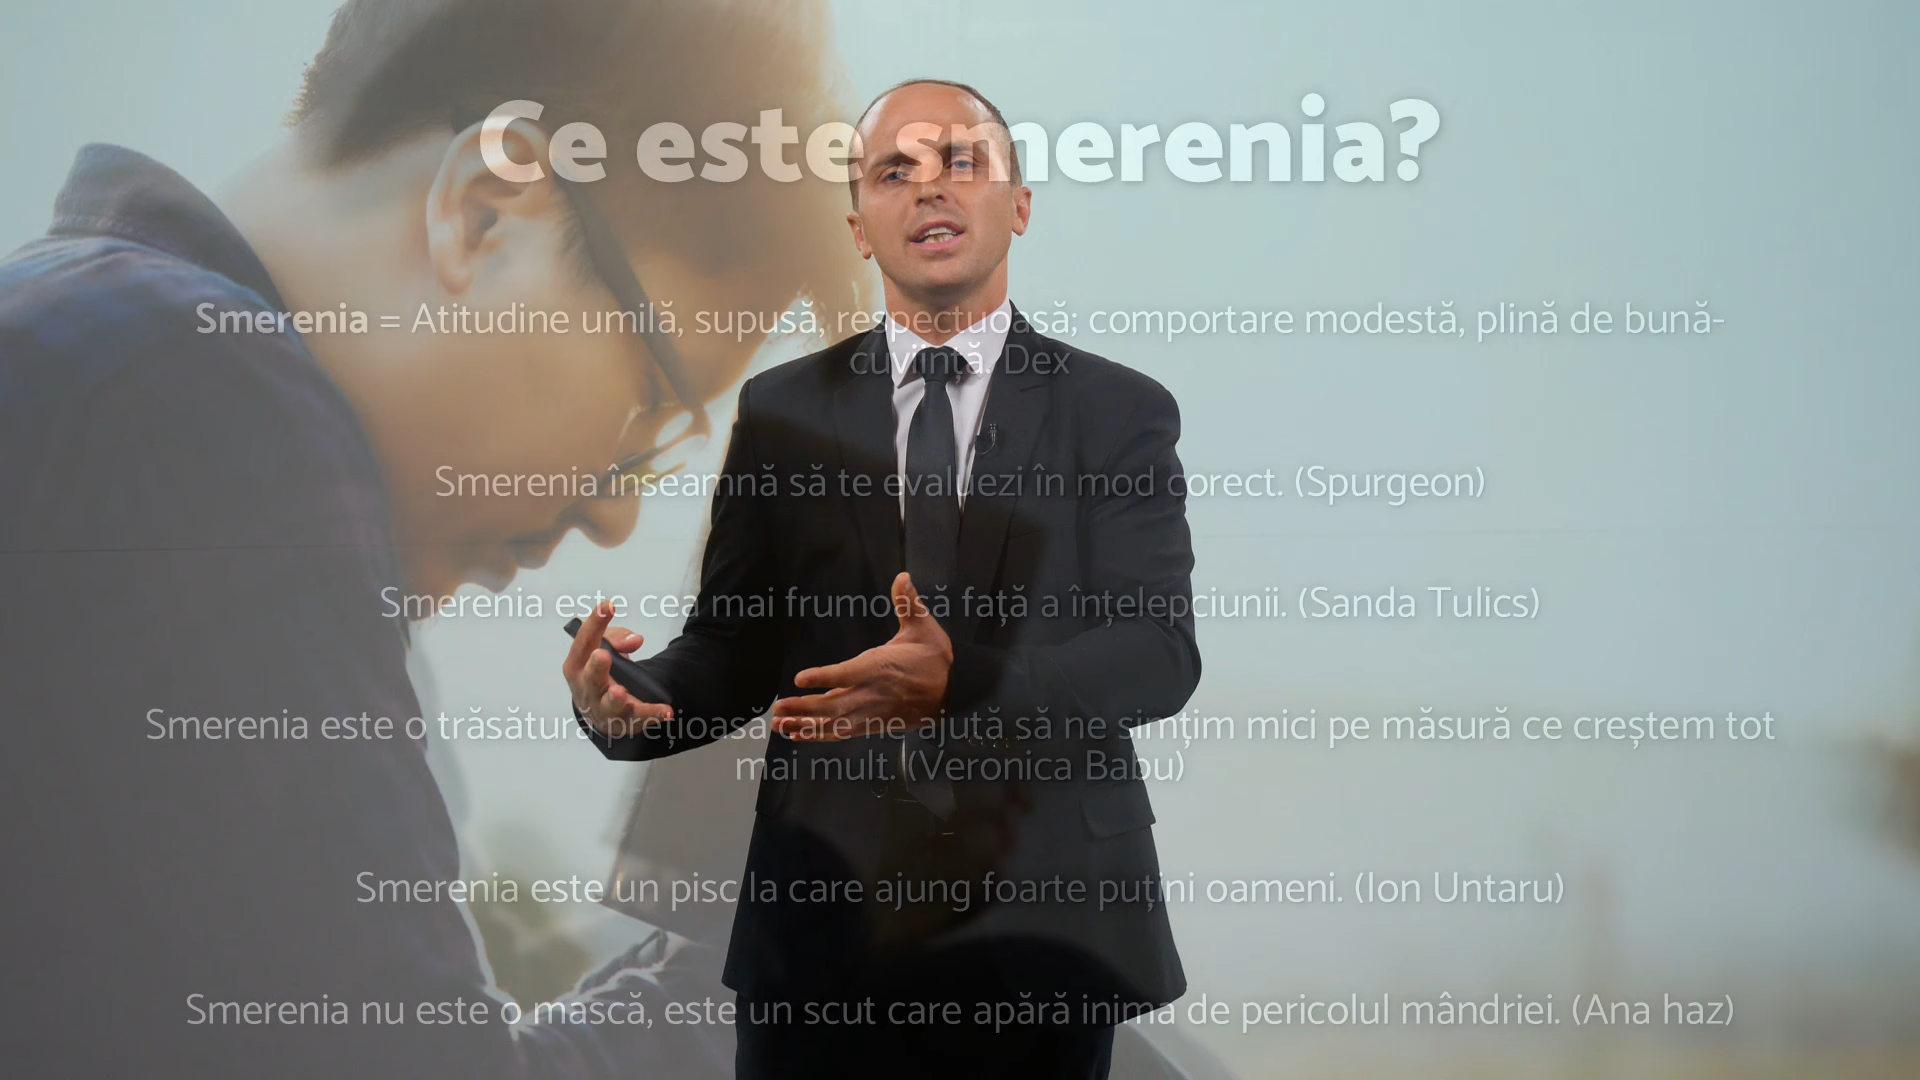 Ce este smerenia?
Smerenia = Atitudine umilă, supusă, respectuoasă; comportare modestă, plină de bună-
cuviință. Dex
Smerenia înseamnă să te evaluezi în mod corect. (Spurgeon)
Smerenia este cea mai frumoasă față a înțelepciunii. (Sanda Tulics)
Smerenia este o trăsătură prețioasă care ne ajută să ne simțim mici pe măsură ce creștem tot
mai mult. (Veronica Babu)
Smerenia este un pisc la care ajung foarte puțini oameni. (Ion Untaru)
Smerenia nu este o mască, este un scut care apără inima de pericolul mândriei. (Ana haz)